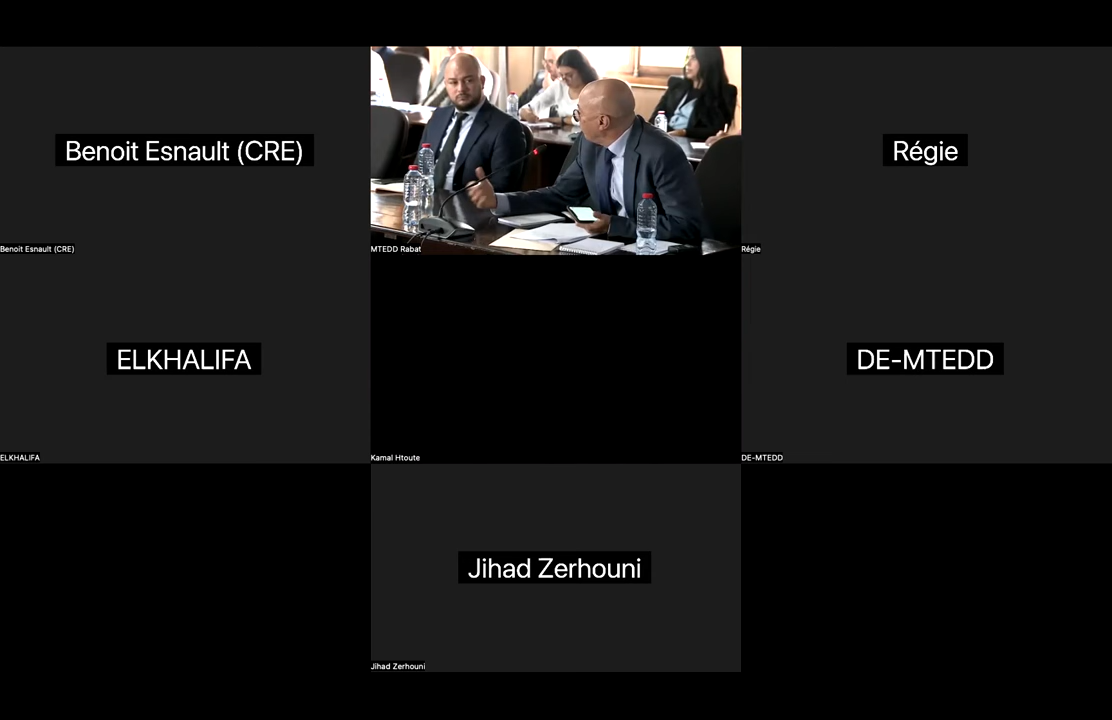 Benoit Esnault (CRE)
Régie
Benoit Esnault (CRE)
MTEDD Rabat
Régie
ELKHALIFA
DE-MTEDD
ELKHALIFA
Kamal Htoute
DE-MTEDD
Jihad Zerhouni
Jihad Zerhouni